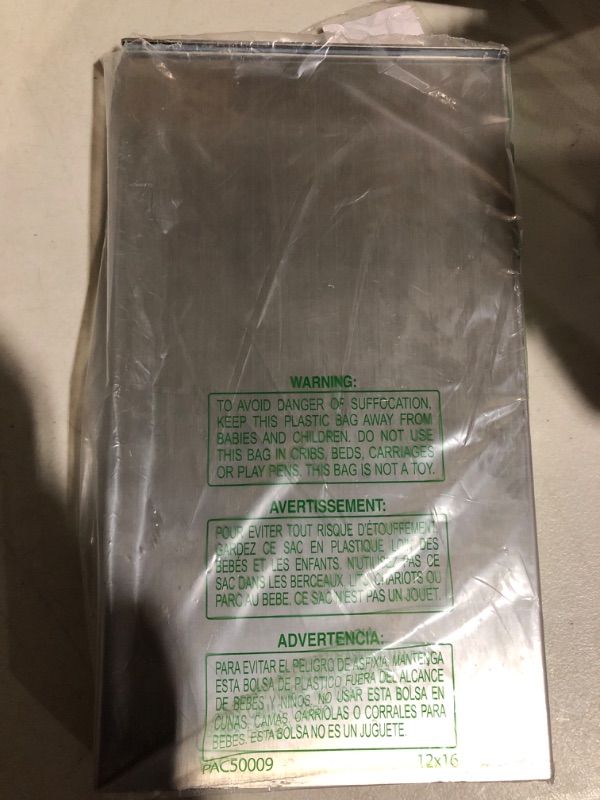 WARNING:
TO AVOID DANGER OF SUFFOCATION,
KEEP THIS PLASTIC BAG AWAY FROM
BABIES AND CHILDREN. DO NOT USE
THIS BAG IN CRIBS, BEDS, CARRIAGES
OR PLAY PENS. THIS BAG IS NOT A TOY.
AVERTISSEMENT:
POUR EVITER TOUT RISQUE D'ÉTOUFFEMENT
GARDEZ CE SAC EN PLASTIQUE LOIN DES
BEBÉS ET LES ENFANTS. N'UTILISEZ PAS CE
SAC DANS LES BERCEAUX, LITS, CHARIOTS OU
PARC AU BEBE. CE SAC N'EST PAS UN JOUET.
ADVERTENCIA:
PARA EVITAR EL PELIGRO DE ASFIXIA, MANTENGA
ESTA BOLSA DE PLASTICO FUERA DEL ALCANCE
DE BEBÉS Y NIÑOS. NO USAR ESTA BOLSA EN
CUNAS, CAMAS, CARRIOLAS O CORRALES PARA
BEBES. ESTA BOLSA NO ES UN JUGUETE.
PAC50009 12x16